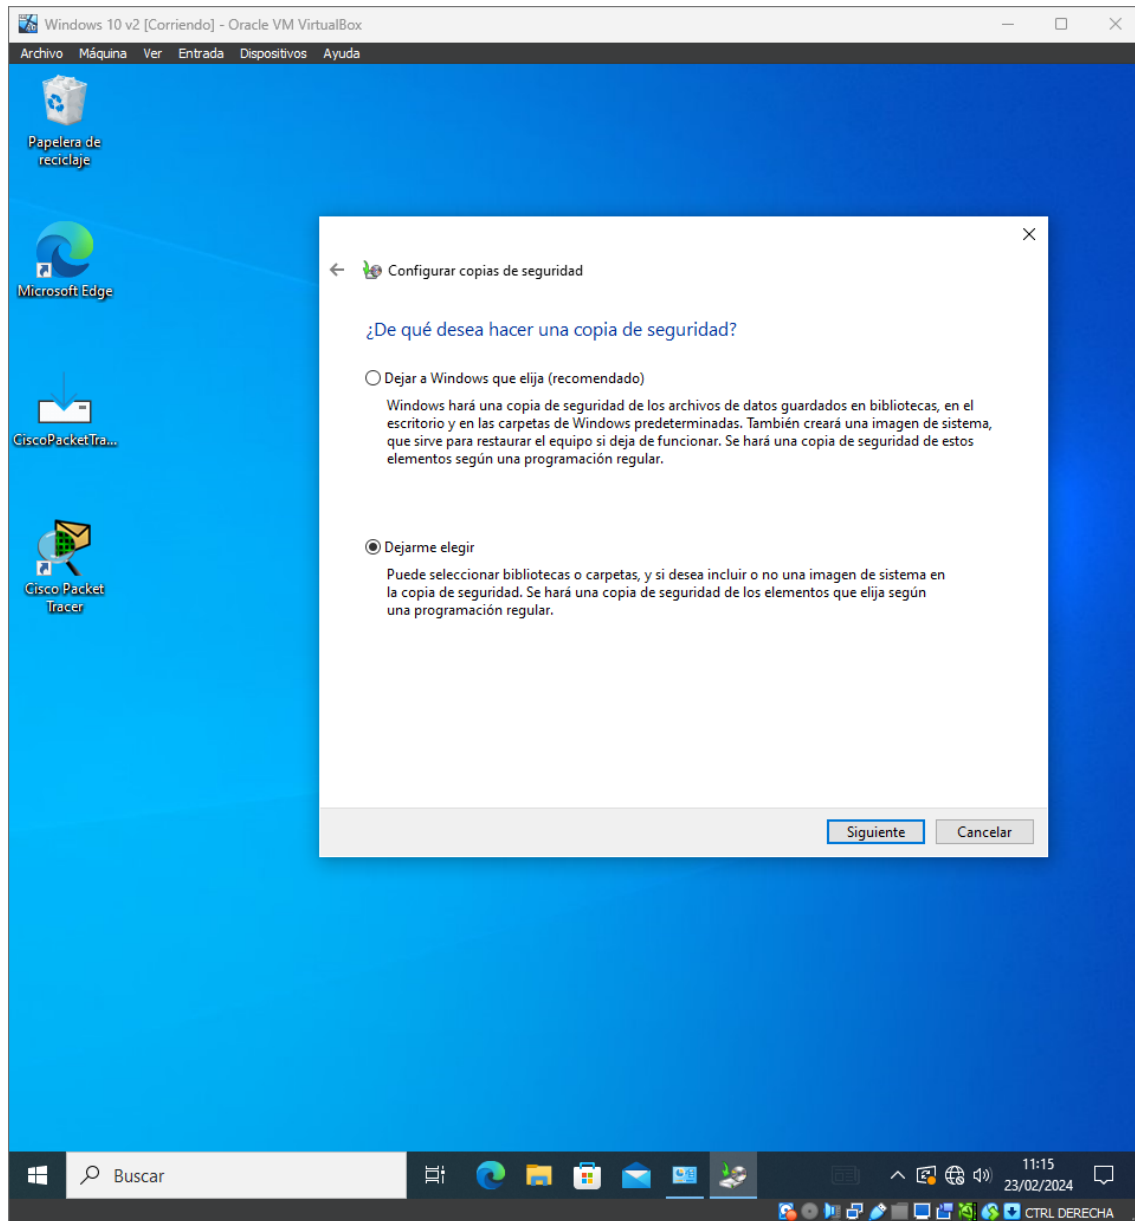 Windows 10 v2 [Corriendo] - Oracle VM VirtualBox
Archivo Máquina Ver Entrada Dispositivos Ayuda
Papelera de
reciclaje
Microsoft Edge
CiscoPacketTra...
Cisco Packet
Tracer
Configurar copias de seguridad
¿De qué desea hacer una copia de seguridad?
Dejar a Windows que elija (recomendado)
Windows hará una copia de seguridad de los archivos de datos guardados en bibliotecas, en el
escritorio y en las carpetas de Windows predeterminadas. También creará una imagen de sistema,
que sirve para restaurar el equipo si deja de funcionar. Se hará una copia de seguridad de estos
elementos según una programación regular.
Dejarme elegir
Puede seleccionar bibliotecas o carpetas, y si desea incluir o no una imagen de sistema en
la copia de seguridad. Se hará una copia de seguridad de los elementos que elija según
una programación regular.
Siguiente Cancelar
Buscar
11:15
23/02/2024
CTRL DERECHA